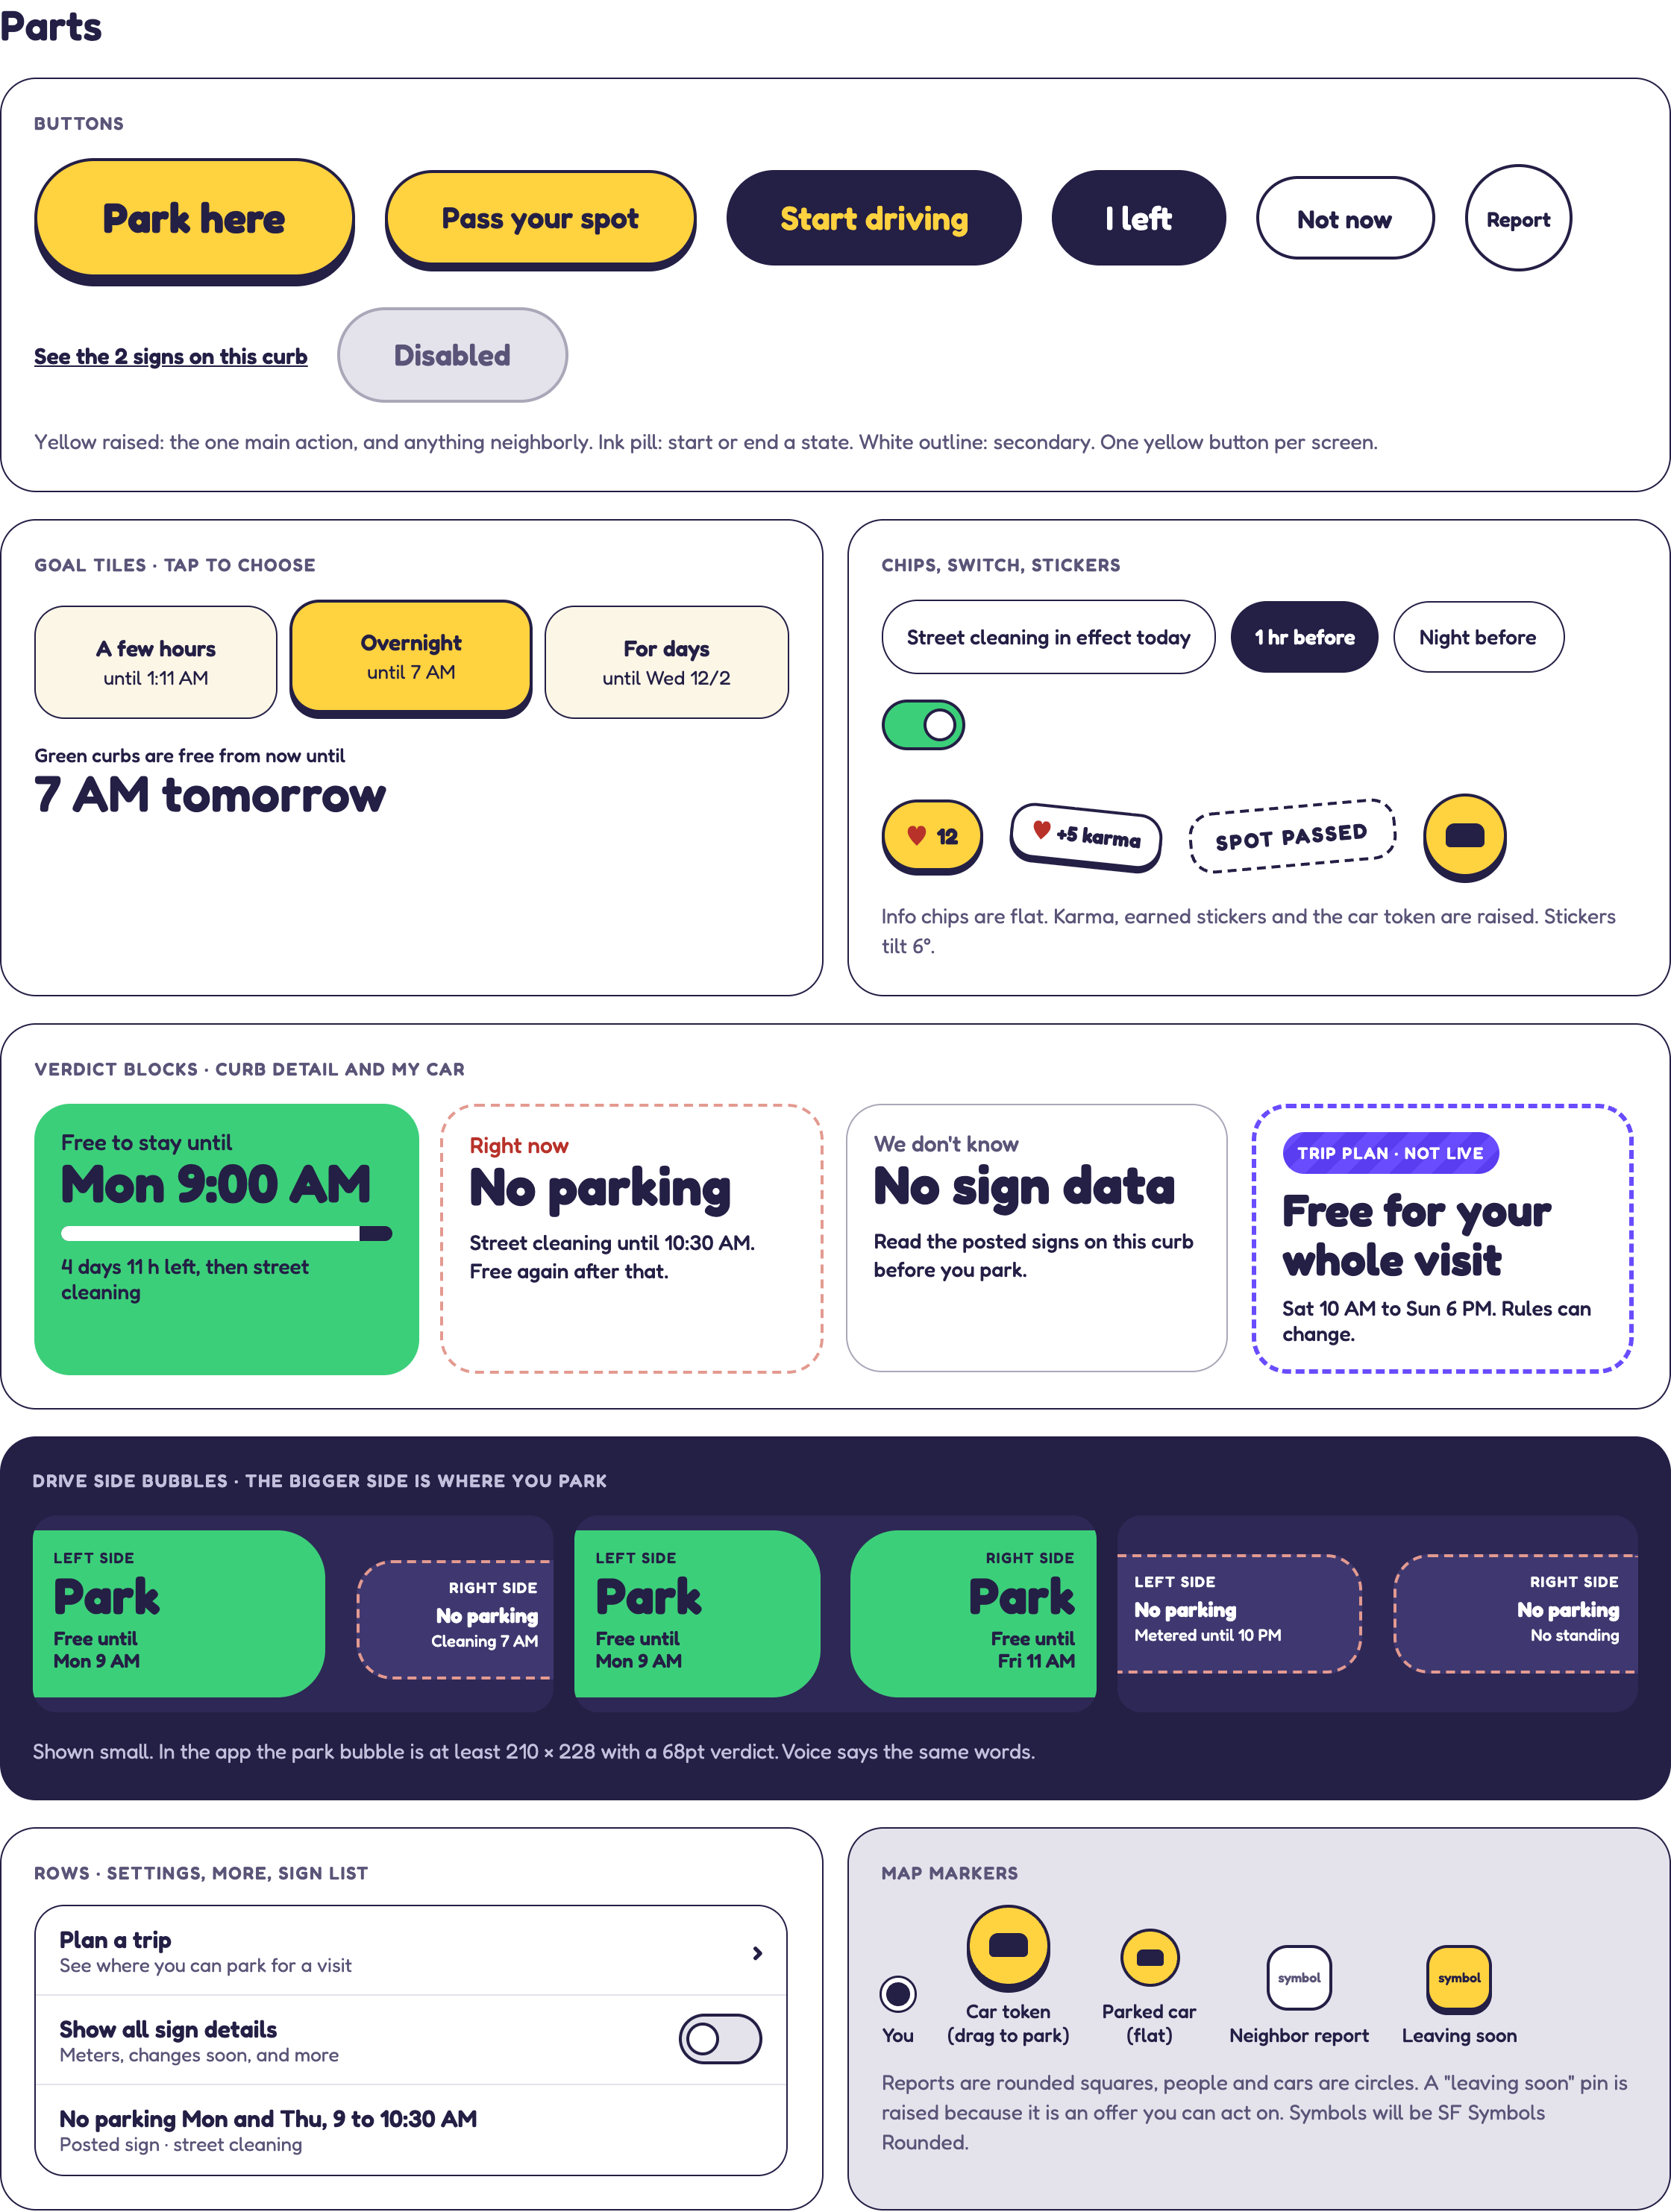 Parts
BUTTONS
Park here
Pass your spot
Start driving
I left
Not now
Report
See the 2 signs on this curb
Disabled
Yellow raised: the one main action, and anything neighborly. Ink pill: start or end a state. White outline: secondary. One yellow button per screen.
GOAL TILES · TAP TO CHOOSE
A few hours
until 1:11 AM
Overnight
until 7 AM
For days
until Wed 12/2
Green curbs are free from now until
7 AM tomorrow
CHIPS, SWITCH, STICKERS
Street cleaning in effect today
1 hr before
Night before
12
+5 karma
SPOT PASSED
Info chips are flat. Karma, earned stickers and the car token are raised. Stickers
tilt 6°.
VERDICT BLOCKS · CURB DETAIL AND MY CAR
Free to stay until
Mon 9:00 AM
4 days 11 h left, then street
cleaning
Right now
No parking
Street cleaning until 10:30 AM.
Free again after that.
We don't know
No sign data
Read the posted signs on this curb
before you park.
TRIP PLAN · NOT LIVE
Free for your
whole visit
Sat 10 AM to Sun 6 PM. Rules can
change.
DRIVE SIDE BUBBLES · THE BIGGER SIDE IS WHERE YOU PARK
LEFT SIDE
Park
Free until
Mon 9 AM
RIGHT SIDE
No parking
Cleaning 7 AM
LEFT SIDE
Park
Free until
Mon 9 AM
RIGHT SIDE
Park
Free until
Fri 11 AM
LEFT SIDE
No parking
Metered until 10 PM
RIGHT SIDE
No parking
No standing
Shown small. In the app the park bubble is at least 210 × 228 with a 68pt verdict. Voice says the same words.
ROWS · SETTINGS, MORE, SIGN LIST
Plan a trip
See where you can park for a visit
Show all sign details
Meters, changes soon, and more
No parking Mon and Thu, 9 to 10:30 AM
Posted sign · street cleaning
MAP MARKERS
You
Car token
(drag to park)
Parked car
(flat)
symbol
Neighbor report
symbol
Leaving soon
Reports are rounded squares, people and cars are circles. A "leaving soon" pin is
raised because it is an offer you can act on. Symbols will be SF Symbols
Rounded.